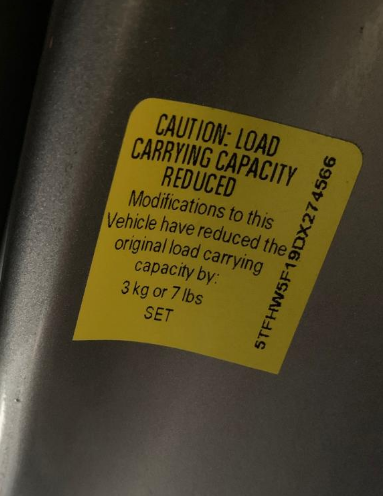 CAUTION: LOAD
CARRYING CAPACITY
REDUCED
Modifications to this
Vehicle have reduced the
original load carrying
capacity by:
3 kg or 7 lbs
SET
5TFHW5F19DX274566